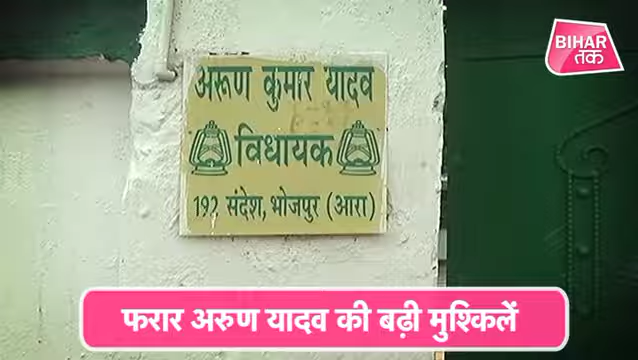 BIHAR
तक
अरूण कुमार यादव
विधायक
192 संदेश, भोजपुर (आरा)
फरार अरुण यादव की बढ़ी मुश्किलें